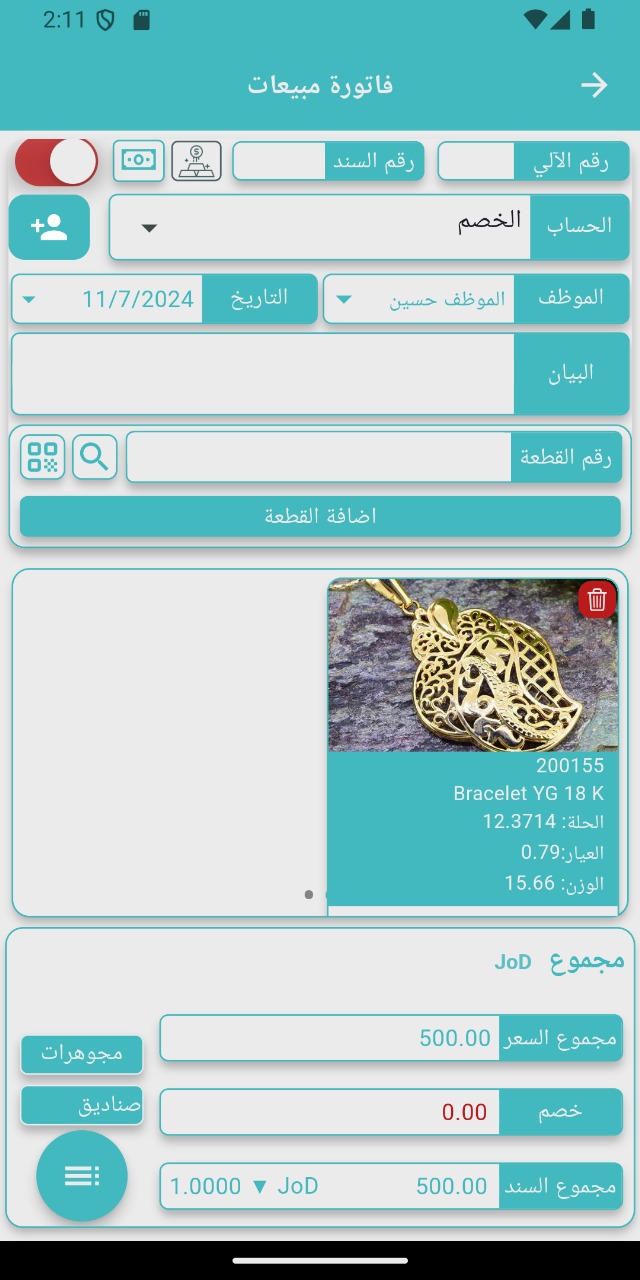 2:11
فاتورة مبيعات
رقم الآلي
رقم السند
الحساب
الخصم
الموظف
الموظف حسين
التاريخ
11/7/2024
البيان
رقم القطعة
اضافة القطعة
200155
Bracelet YG 18 K
الحلة: 12.3714
العيار:0.79
الوزن: 15.66
مجموع JoD
مجموع السعر
500.00
مجوهرات
خصم
0.00
صناديق
مجموع السند
500.00
JoD ▼ 1.0000